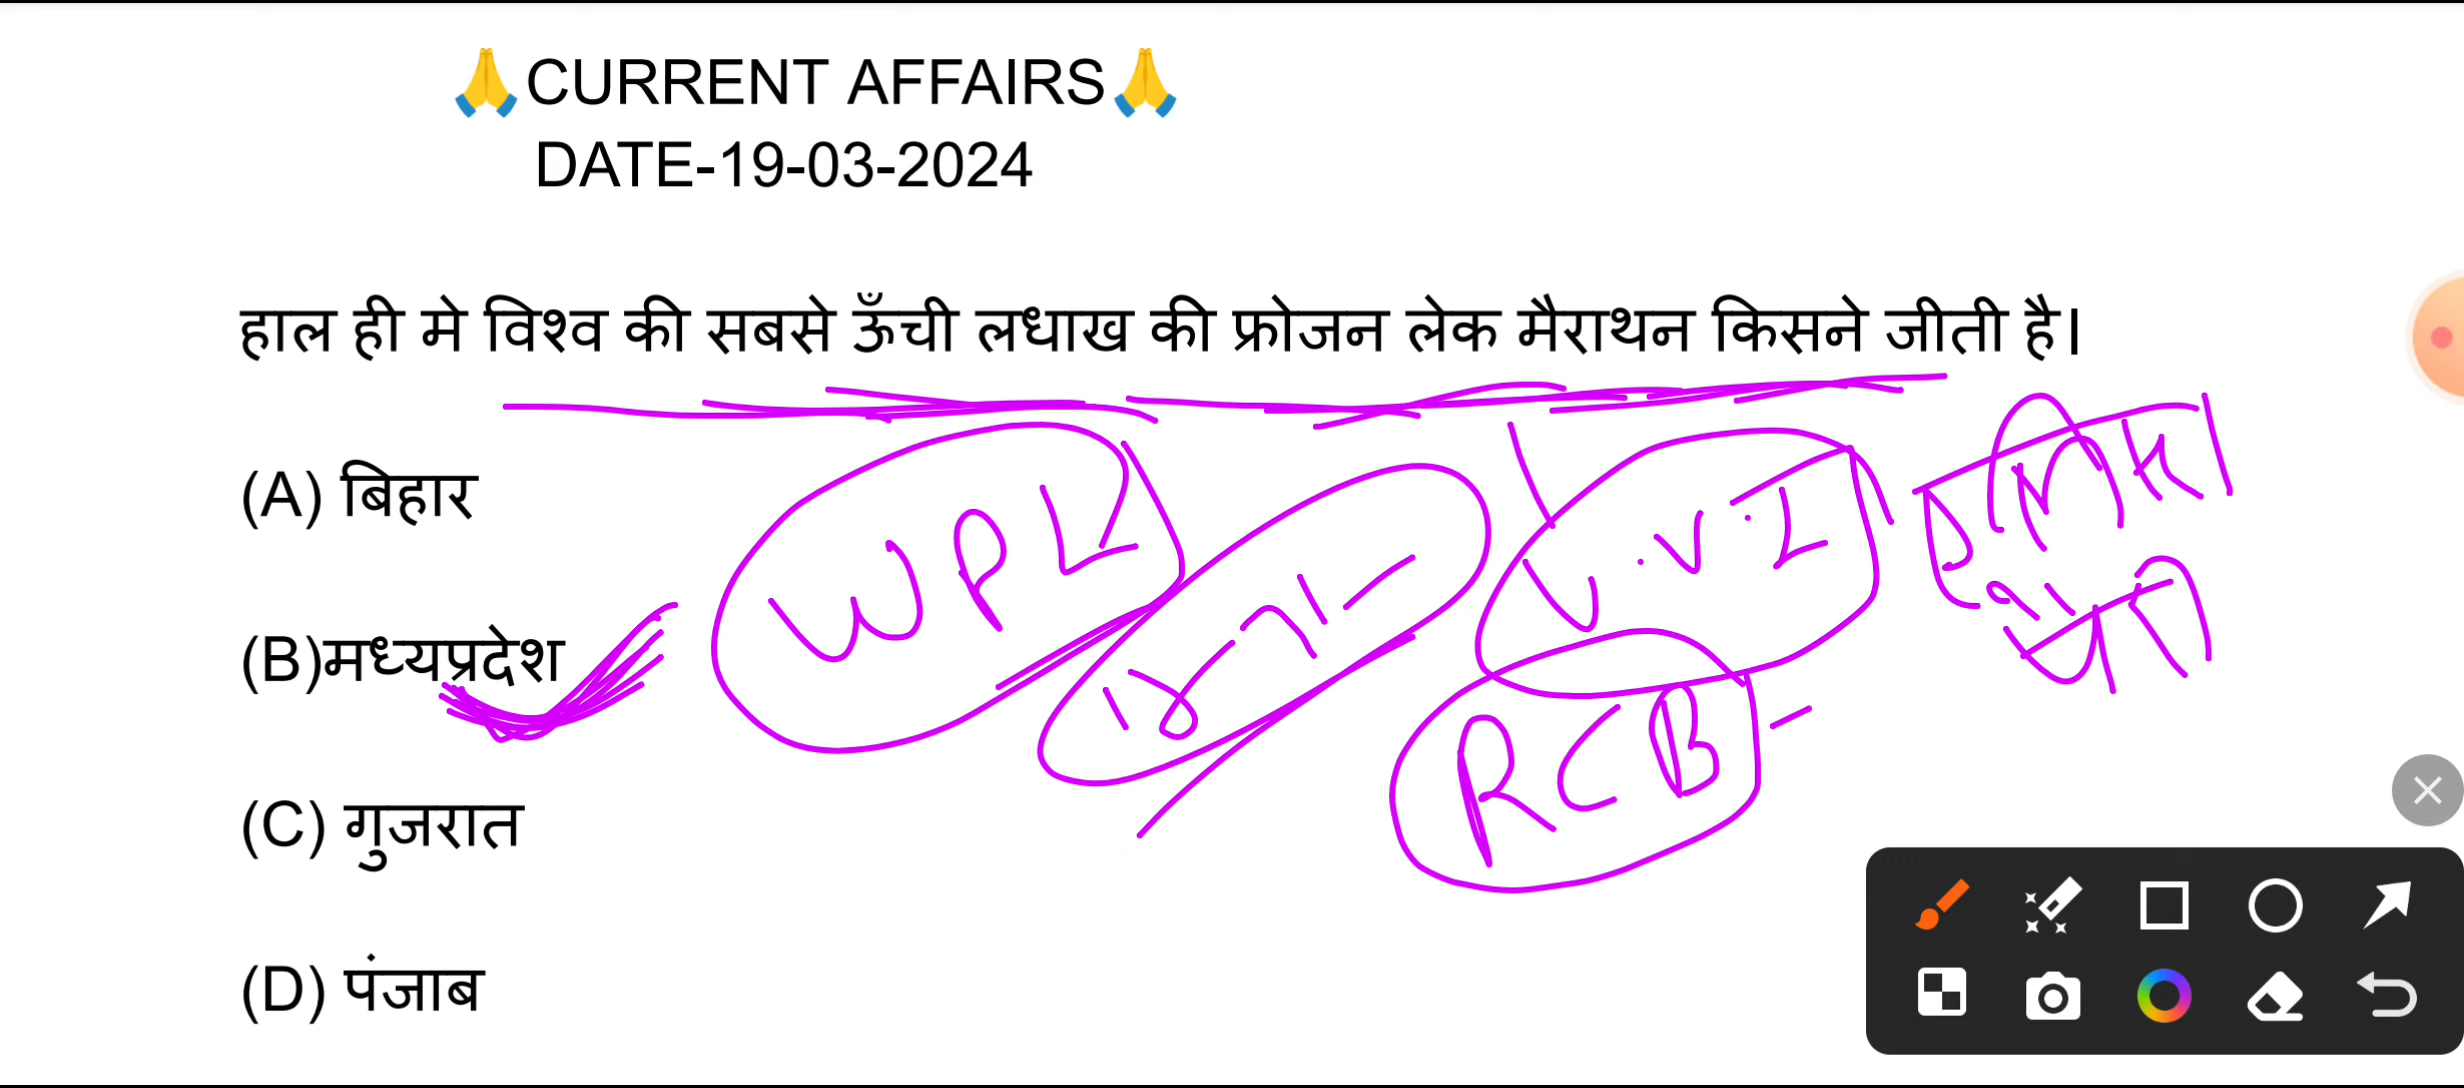 🙏CURRENT AFFAIRS🙏
DATE-19-03-2024
हाल ही मे विश्व की सबसे ऊँची लधाख की फ्रोजन लेक मैराथन किसने जीती है।
(A) बिहार
(B)मध्यप्रदेश
(C) गुजरात
(D) पंजाब
WPL
V.V.I
RCB-